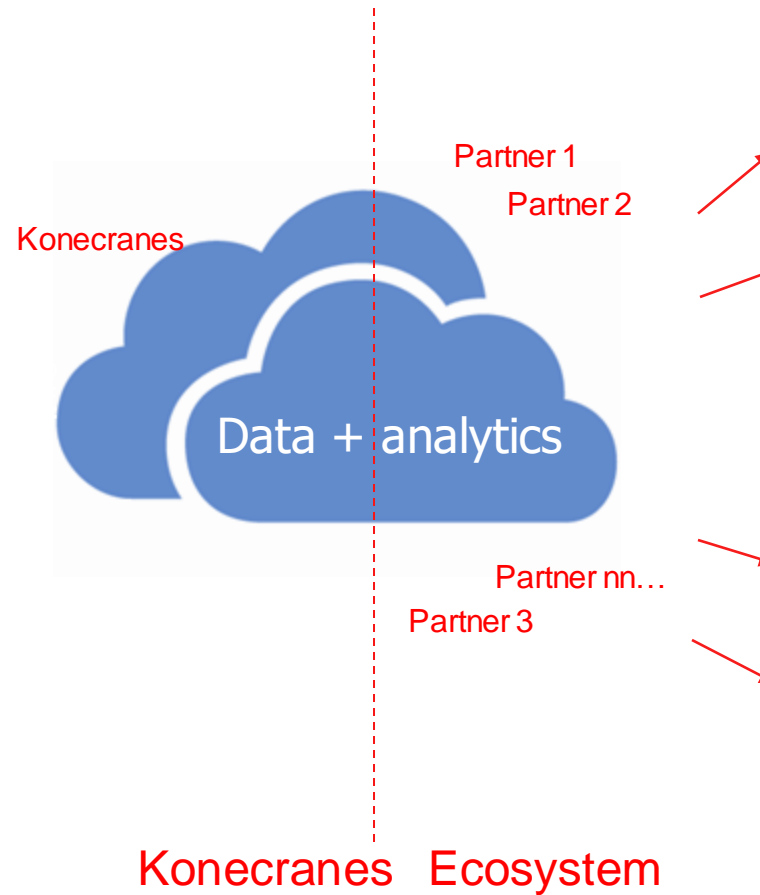 Partner 1
Partner 2
Konecranes
Data + analytics
Partner nn…
Partner 3
Konecranes Ecosystem